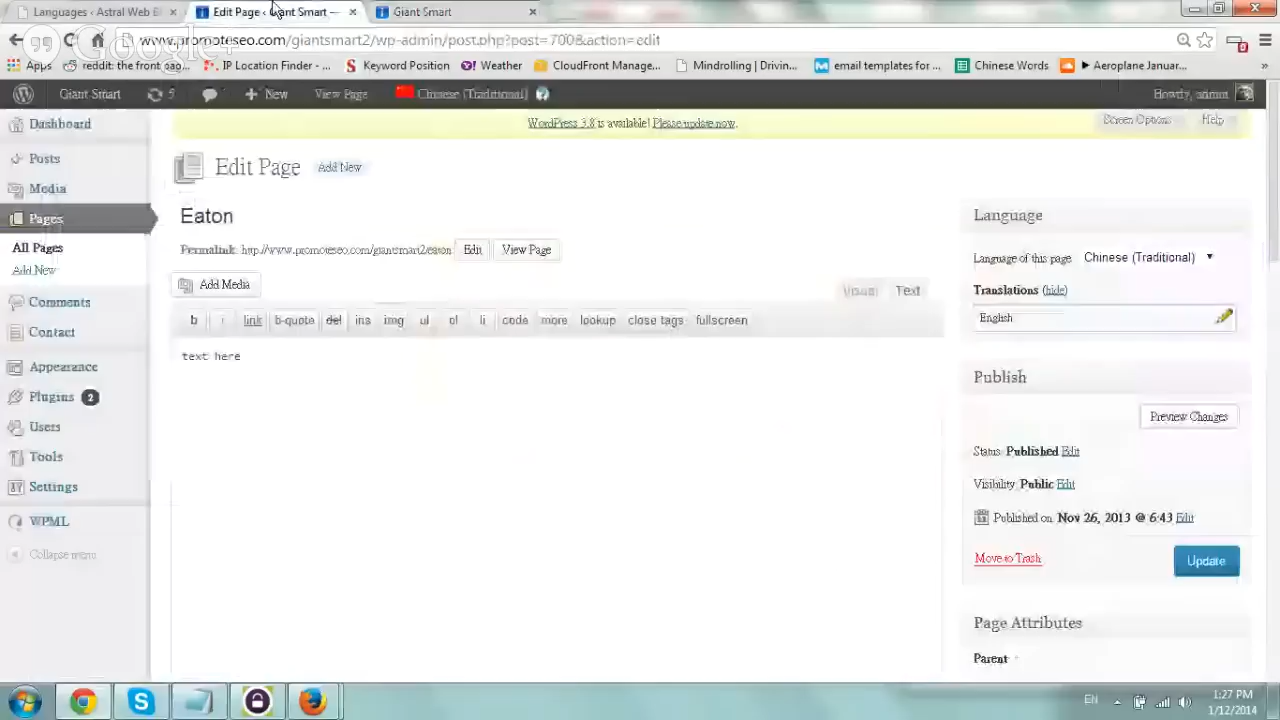 Languages ‹ Astral Web
Edit Page ‹ Giant Smart —
Giant Smart
www.promoteseo.com/giantsmart2/wp-admin/post.php?post=700&action=edit
Google+
Apps
reddit: the front pag...
IP Location Finder - ...
Keyword Position
Weather
CloudFront Manage...
Mindrolling | Drivin...
email templates for ...
Chinese Words
Aeroplane Januar...
»
Giant Smart
5
+ New
View Page
Chinese (Traditional)
Howdy, admin
WordPress 3.8 is available! Please update now.
Screen Options
Help
Dashboard
Posts
Media
Pages
All Pages
Add New
Comments
Contact
Appearance
Plugins 2
Users
Tools
Settings
WPML
Collapse menu
Edit Page
Add New
Eaton
Permalink: http://www.promoteseo.com/giantsmart2/eaton
Edit
View Page
Add Media
Visual
Text
b
i
link
b-quote
del
ins
img
ul
ol
li
code
more
lookup
close tags
fullscreen
text here
Language
Language of this page
Chinese (Traditional)
Translations (hide)
English
Publish
Preview Changes
Status: Published Edit
Visibility: Public Edit
Published on: Nov 26, 2013 @ 6:43 Edit
Move to Trash
Update
Page Attributes
Parent
EN
1:27 PM
1/12/2014